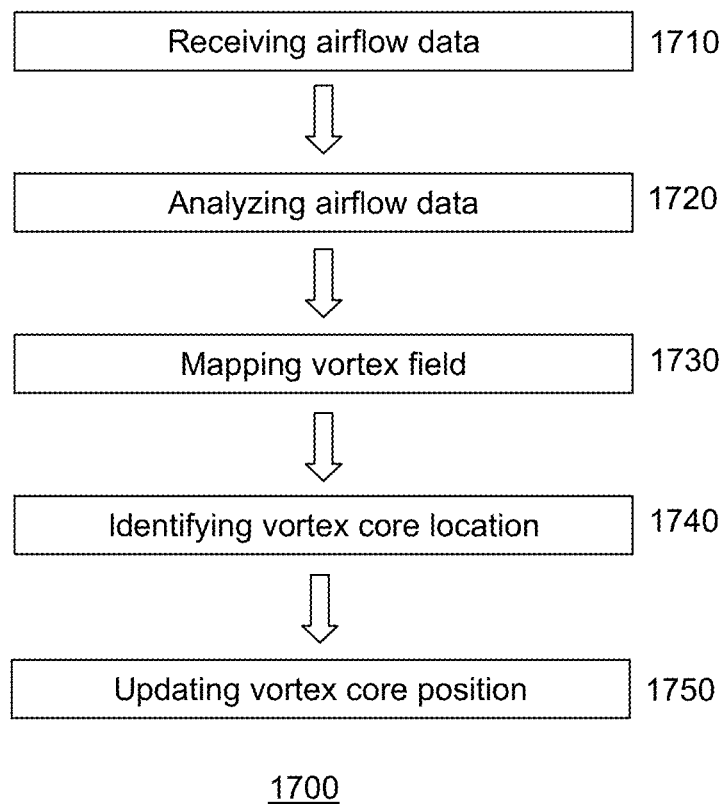 Receiving airflow data 1710
Analyzing airflow data 1720
Mapping vortex field 1730
Identifying vortex core location 1740
Updating vortex core position 1750
1700